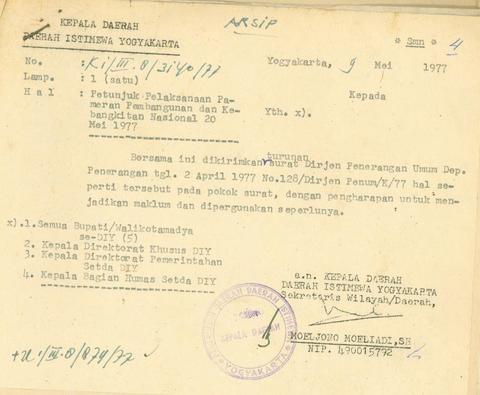 ARSIP
KEPALA DAERAH
DAERAH ISTIMEWA YOGYAKARTA
* Smn * 4
No. : K1/III.8/3140/77
Yogyakarta, 9 Mei 1977
Lamp. : 1 (satu)
Kepada
H a l : Petunjuk Pelaksanaan Pa-
meran Pembangunan dan Ke-
bangkitan Nasional 20
Mei 1977
Yth. x).
turunan
Bersama ini dikirimkan surat Dirjen Penerangan Umum Dep.
Penerangan tgl. 2 April 1977 No.128/Dirjen Penum/K/77 hal se-
perti tersebut pada pokok surat, dengan pengharapan untuk men-
jadikan maklum dan dipergunakan seperlunya.
x).1.Semua Bupati/Walikotamadya
se-DIY (5)
2. Kepala Direktorat Khusus DIY
3. Kepala Direktorat Pemerintahan
Setda DIY
4. Kepala Bagian Humas Setda DIY
a.n. KEPALA DAERAH
DAERAH ISTIMEWA YOGYAKARTA
Sekretaris Wilayah/Daerah,
KEPALA DAERAH
YOGYAKARTA
MOELJONO MOELIADI,SH
NIP. 490015792